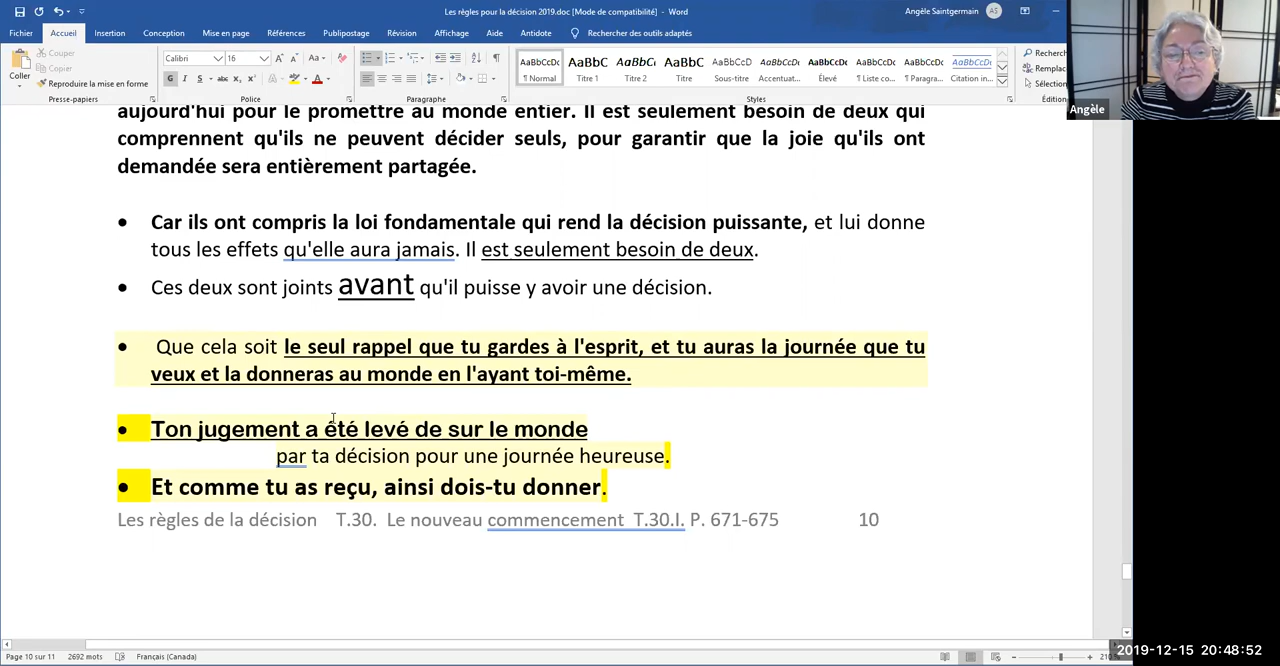 Les règles pour la décision 2019.doc [Mode de compatibilité] - Word
Angèle Saintgermain AS
Fichier Accueil Insertion Conception Mise en page Références Publipostage Révision Affichage Aide Antidote Rechercher des outils adaptés
Coller
Couper
Copier
Reproduire la mise en forme
Presse-papiers
Calibri 16
G I S abc
Police
Paragraphe
AaBbCcDc AaBbC AaBbCc AaBbC AaBbCcD AaBbCcDc AaBbCcDc AaBbCcDc AaBbCcDc AaBbCcDc
¶ Normal Titre 1 Titre 2 Titre Sous-titre Accentuat... Élevé ¶ Liste co... ¶ Paragra... Citation in...
Styles
Recherch
Remplac
Sélection
Édition
Angèle
aujourd'hui pour le promettre au monde entier. Il est seulement besoin de deux qui
comprennent qu'ils ne peuvent décider seuls, pour garantir que la joie qu'ils ont
demandée sera entièrement partagée.
• Car ils ont compris la loi fondamentale qui rend la décision puissante, et lui donne
tous les effets qu'elle aura jamais. Il est seulement besoin de deux.
• Ces deux sont joints avant qu'il puisse y avoir une décision.
• Que cela soit le seul rappel que tu gardes à l'esprit, et tu auras la journée que tu
veux et la donneras au monde en l'ayant toi-même.
• Ton jugement a été levé de sur le monde
par ta décision pour une journée heureuse.
• Et comme tu as reçu, ainsi dois-tu donner.
Les règles de la décision T.30. Le nouveau commencement T.30.I. P. 671-675 10
Page 10 sur 11 2692 mots Français (Canada)
2019-12-15 20:48:52